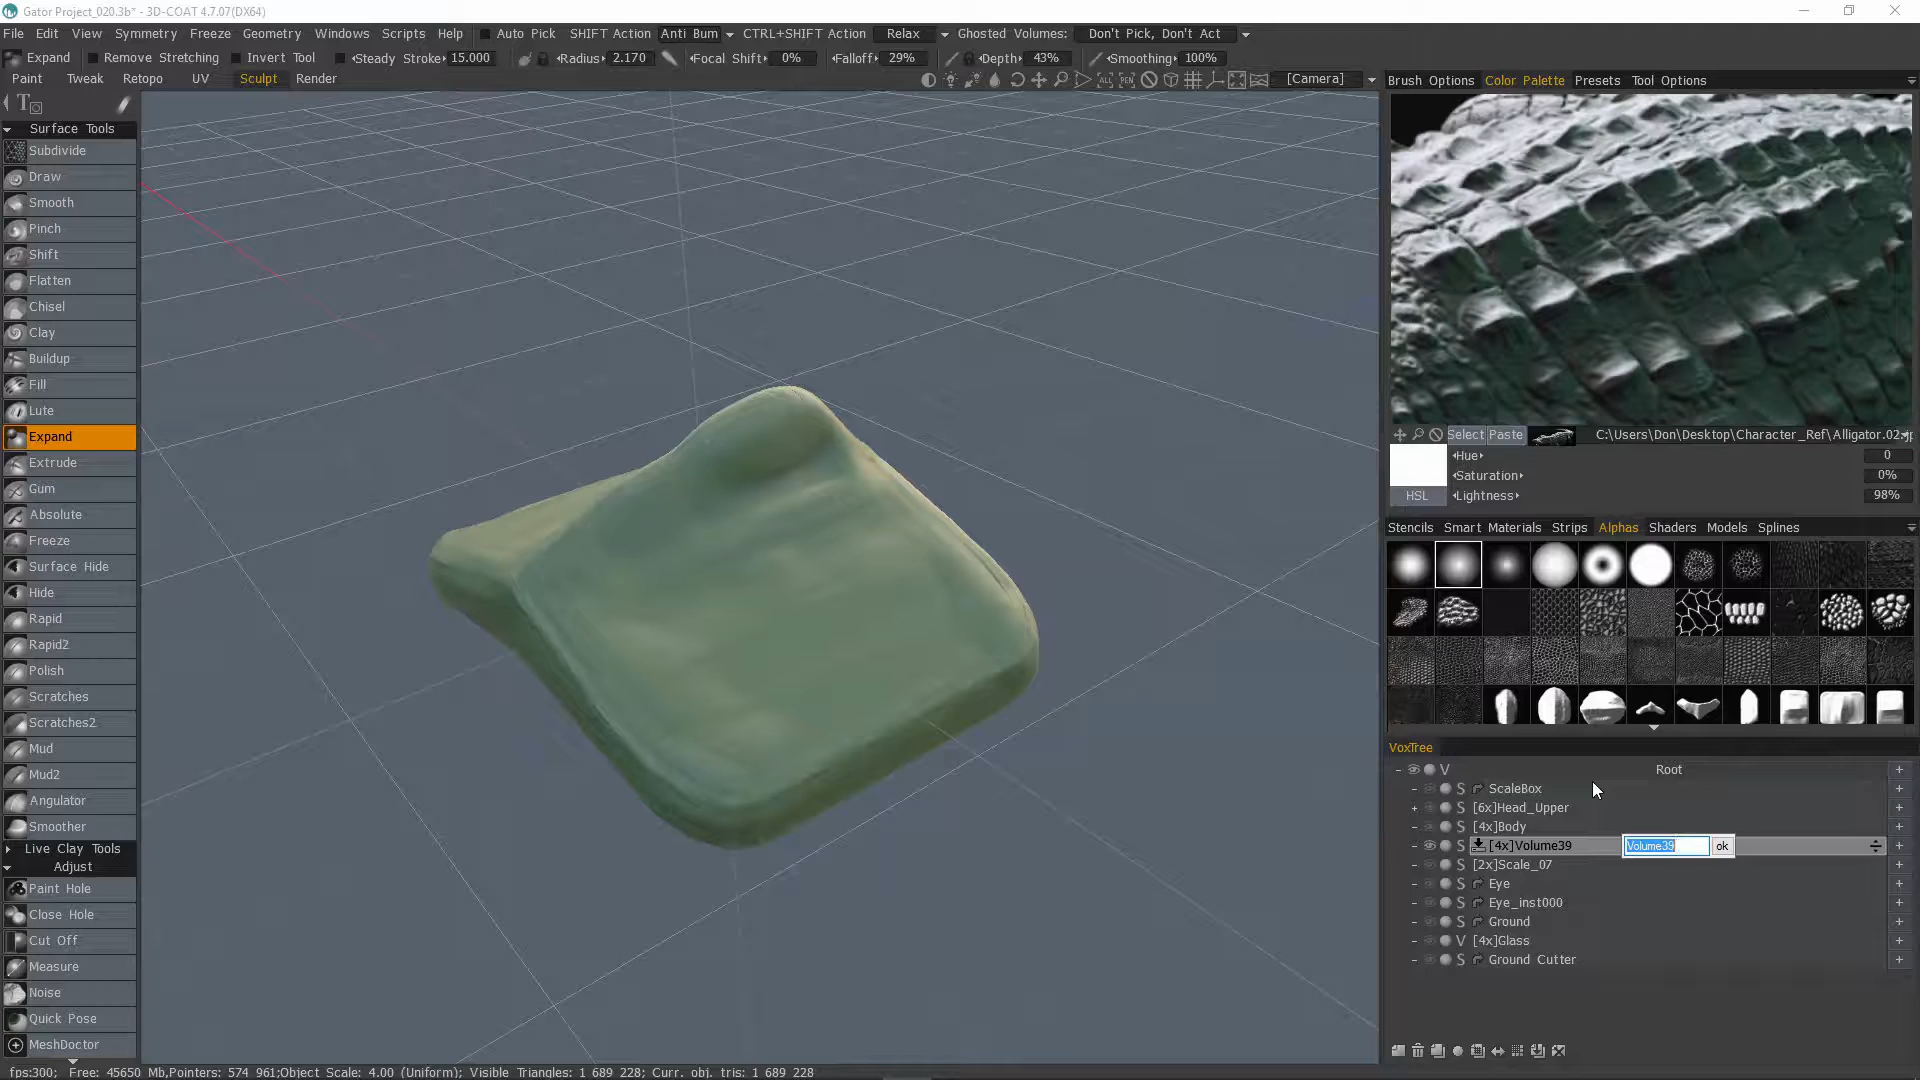 Gator Project_020.3b* - 3D-COAT 4.7.07(DX64)
File Edit View Symmetry Freeze Geometry Windows Scripts Help Auto Pick SHIFT Action Anti Bum CTRL+SHIFT Action Relax Ghosted Volumes: Don't Pick, Don't Act
Expand Remove Stretching Invert Tool Steady Stroke 15.000 Radius 2.170 Focal Shift 0% Falloff 29% Depth 43% Smoothing 100%
Paint Tweak Retopo UV Sculpt Render [Camera]
Brush Options Color Palette Presets Tool Options
Surface Tools
Subdivide
Draw
Smooth
Pinch
Shift
Flatten
Chisel
Clay
Buildup
Fill
Lute
Expand
Extrude
Gum
Absolute
Freeze
Surface Hide
Hide
Rapid
Rapid2
Polish
Scratches
Scratches2
Mud
Mud2
Angulator
Smoother
Live Clay Tools
Adjust
Paint Hole
Close Hole
Cut Off
Measure
Noise
Quick Pose
MeshDoctor
Select Paste C:\Users\Don\Desktop\Character_Ref\Alligator.02.jp
Hue 0
Saturation 0%
HSL Lightness 98%
Stencils Smart Materials Strips Alphas Shaders Models Splines
VoxTree
V Root
S ScaleBox
S [6x]Head_Upper
S [4x]Body
S [4x]Volume39 Volume39 ok
S [2x]Scale_07
S Eye
S Eye_inst000
S Ground
V [4x]Glass
S Ground Cutter
fps:300; Free: 45650 Mb,Pointers: 574 961;Object Scale: 4.00 (Uniform); Visible Triangles: 1 689 228; Curr. obj. tris: 1 689 228